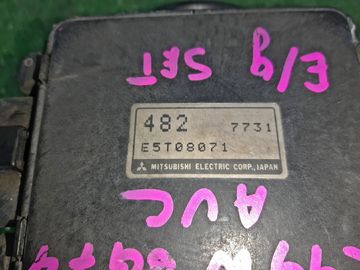 E/g
SET
482 7731
E5T08071
MITSUBISHI ELECTRIC CORP., JAPAN
AVC